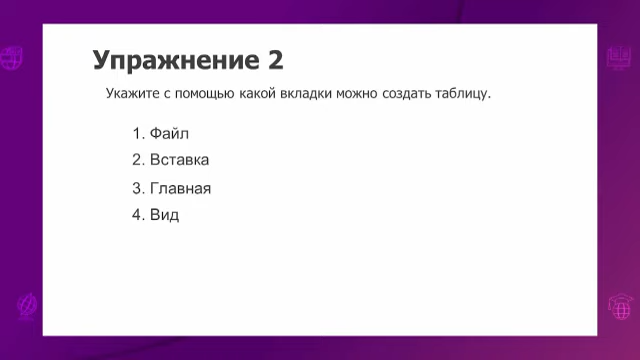 Упражнение 2
Укажите с помощью какой вкладки можно создать таблицу.
1. Файл
2. Вставка
3. Главная
4. Вид